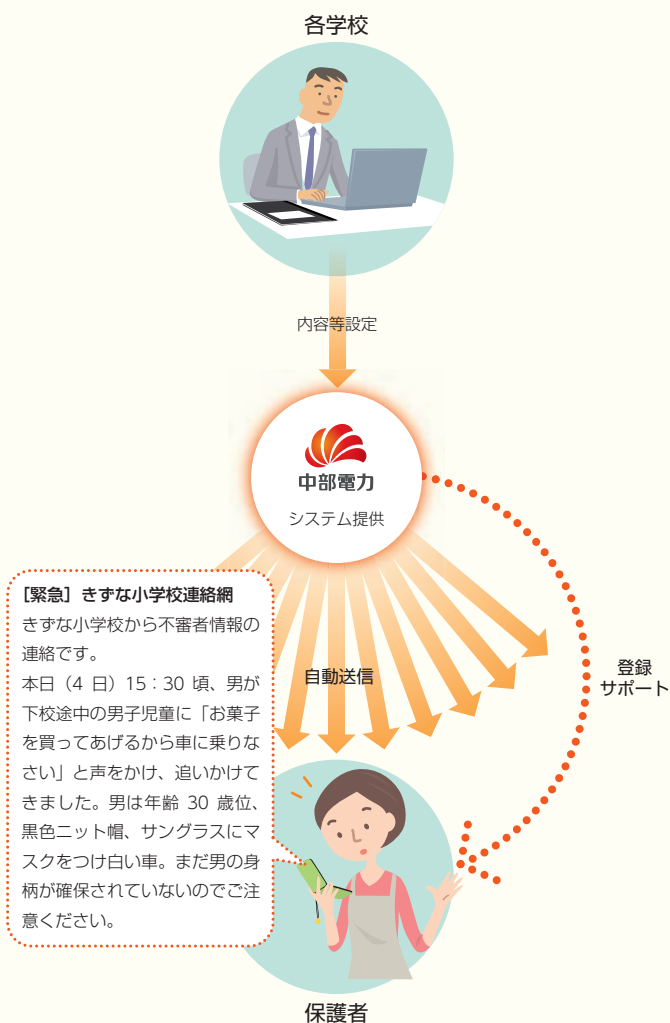 各学校
内容等設定
中部電力
システム提供
［緊急］きずな小学校連絡網
きずな小学校から不審者情報の
連絡です。
本日（4 日）15：30 頃、男が
下校途中の男子児童に「お菓子
を買ってあげるから車に乗りな
さい」と声をかけ、追いかけて
きました。男は年齢 30 歳位、
黒色ニット帽、サングラスにマ
スクをつけ白い車。まだ男の身
柄が確保されていないのでご注
意ください。
自動送信
登録
サポート
保護者